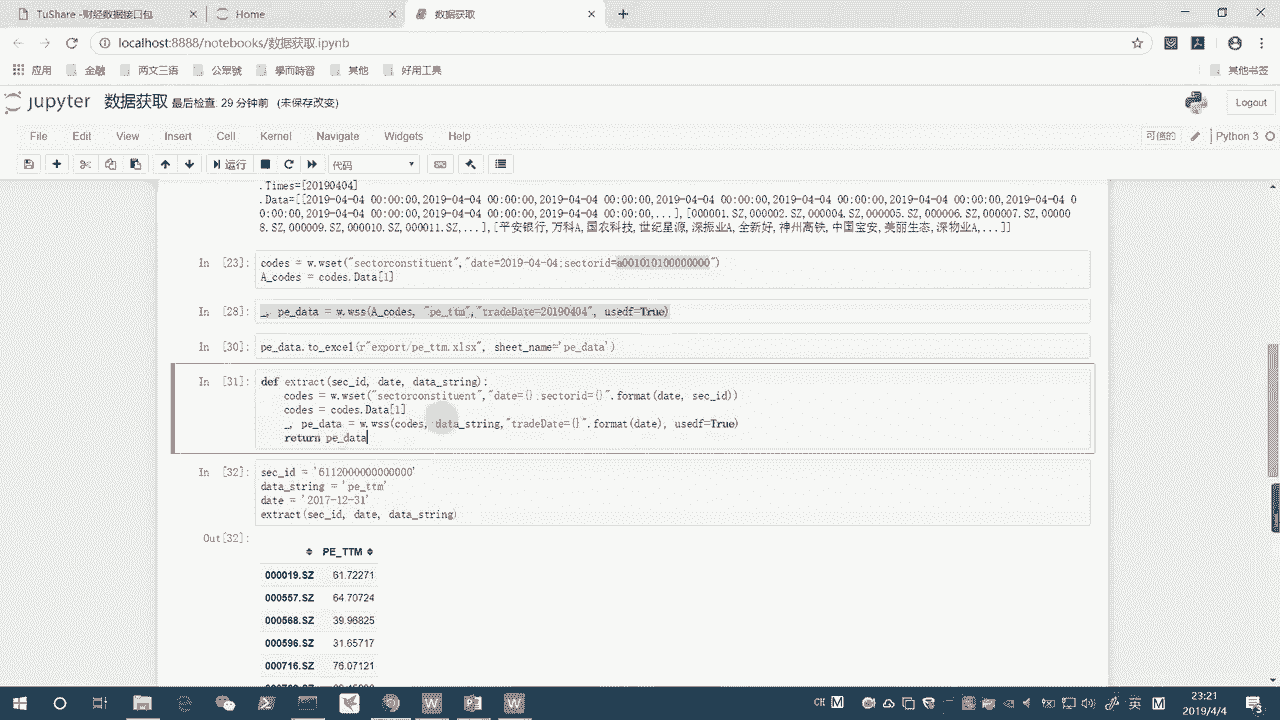 TuShare -财经数据接口包
Home
数据获取
localhost:8888/notebooks/数据获取.ipynb
应用
金融
两文三语
公眾號
學而時習
其他
好用工具
其他书签
jupyter 数据获取 最后检查: 29 分钟前 (未保存改变)
Logout
File Edit View Insert Cell Kernel Navigate Widgets Help
可信的
Python 3
运行
代码
.Times=[20190404]
.Data=[[2019-04-04 00:00:00,2019-04-04 00:00:00,2019-04-04 00:00:00,2019-04-04 00:00:00,2019-04-04 00:00:00,2019-04-04 0
0:00:00,2019-04-04 00:00:00,2019-04-04 00:00:00,2019-04-04 00:00:00,...],[000001.SZ,000002.SZ,000004.SZ,000005.SZ,000006.SZ,000007.SZ,00000
8.SZ,000009.SZ,000010.SZ,000011.SZ,...],[平安银行,万科A,国农科技,世纪星源,深振业A,全新好,神州高铁,中国宝安,美丽生态,深物业A,...]]
In [23]: codes = w.wset("sectorconstituent","date=2019-04-04;sectorid=a001010100000000")
A_codes = codes.Data[1]
In [28]: _, pe_data = w.wss(A_codes, "pe_ttm","tradeDate=20190404", usedf=True)
In [30]: pe_data.to_excel(r"export/pe_ttm.xlsx", sheet_name='pe_data')
In [31]: def extract(sec_id, date, data_string):
codes = w.wset("sectorconstituent","date={};sectorid={}".format(date, sec_id))
codes = codes.Data[1]
_, pe_data = w.wss(codes, data_string,"tradeDate={}".format(date), usedf=True)
return pe_data
In [32]: sec_id = '6112000000000000'
data_string = 'pe_ttm'
date = '2017-12-31'
extract(sec_id, date, data_string)
Out[32]:
PE_TTM
000019.SZ 61.72271
000557.SZ 64.70724
000568.SZ 39.96825
000596.SZ 31.65717
000716.SZ 76.07121
CH M
英
M
23:21
2019/4/4